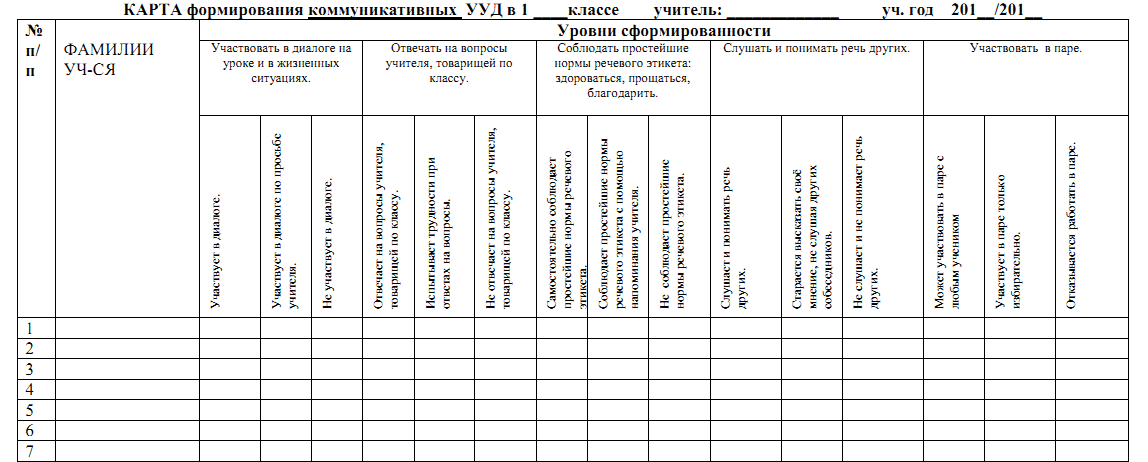 КАРТА формирования коммуникативных УУД в 1 ____классе учитель: _____________ уч. год 201__/201__
№
п/
п
ФАМИЛИИ
УЧ-СЯ
Уровни сформированности
Участвовать в диалоге на
уроке и в жизненных
ситуациях.
Отвечать на вопросы
учителя, товарищей по
классу.
Соблюдать простейшие
нормы речевого этикета:
здороваться, прощаться,
благодарить.
Слушать и понимать речь других.
Участвовать в паре.
Участвует в диалоге.
Участвует в диалоге по просьбе
учителя.
Не участвует в диалоге.
Отвечает на вопросы учителя,
товарищей по классу.
Испытывает трудности при
ответах на вопросы.
Не отвечает на вопросы учителя,
товарищей по классу.
Самостоятельно соблюдает
простейшие нормы речевого
этикета.
Соблюдает простейшие нормы
речевого этикета с помощью
напоминания учителя.
Не соблюдает простейшие
нормы речевого этикета.
Слушает и понимать речь
других.
Старается высказать своё
мнение, не слушая других
собеседников.
Не слушает и не понимает речь
других.
Может участвовать в паре с
любым учеником
Участвует в паре только
избирательно.
Отказывается работать в паре.
1
2
3
4
5
6
7